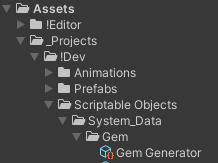 Assets
!Editor
_Projects
!Dev
Animations
Prefabs
Scriptable Objects
System_Data
Gem
Gem Generator